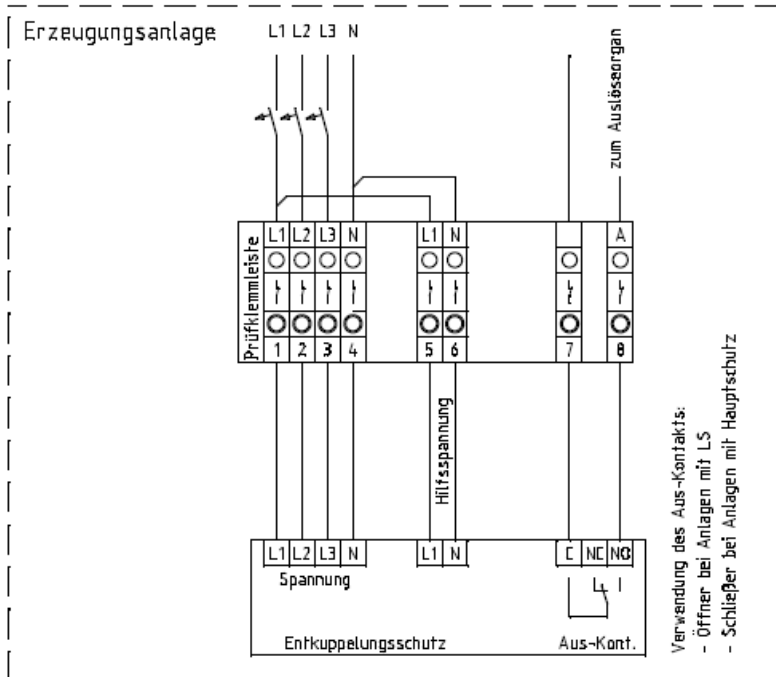 Erzeugungsanlage
L1 L2 L3 N
zum Auslöseorgan
Prüfklemmleiste
L1 L2 L3 N L1 N A
1 2 3 4 5 6 7 8
Hilfsspannung
L1 L2 L3 N L1 N C NC NO
Spannung
Entkuppelungsschutz Aus-Kont.
Verwendung des Aus-Kontakts:
- Öffner bei Anlagen mit LS
- Schließer bei Anlagen mit Hauptschutz